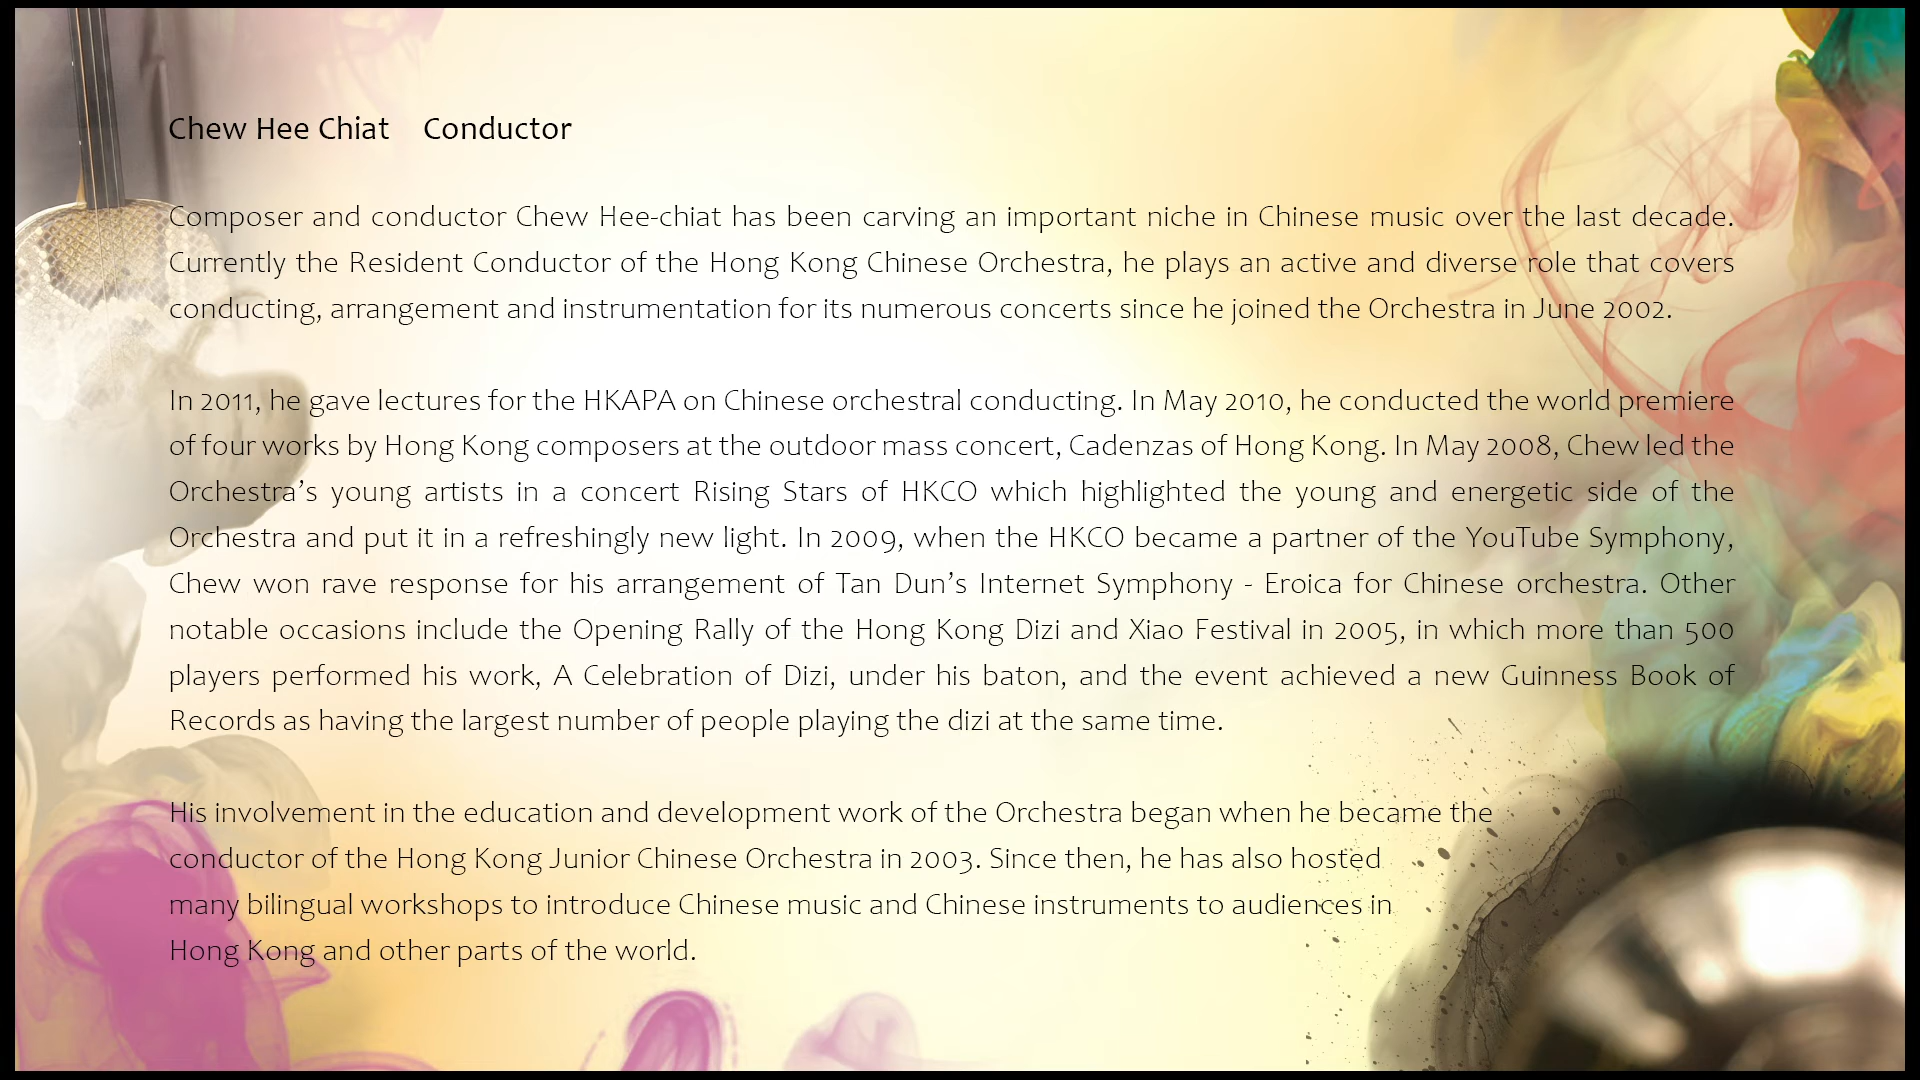 Chew Hee Chiat Conductor
Composer and conductor Chew Hee-chiat has been carving an important niche in Chinese music over the last decade.
Currently the Resident Conductor of the Hong Kong Chinese Orchestra, he plays an active and diverse role that covers
conducting, arrangement and instrumentation for its numerous concerts since he joined the Orchestra in June 2002.
In 2011, he gave lectures for the HKAPA on Chinese orchestral conducting. In May 2010, he conducted the world premiere
of four works by Hong Kong composers at the outdoor mass concert, Cadenzas of Hong Kong. In May 2008, Chew led the
Orchestra’s young artists in a concert Rising Stars of HKCO which highlighted the young and energetic side of the
Orchestra and put it in a refreshingly new light. In 2009, when the HKCO became a partner of the YouTube Symphony,
Chew won rave response for his arrangement of Tan Dun’s Internet Symphony - Eroica for Chinese orchestra. Other
notable occasions include the Opening Rally of the Hong Kong Dizi and Xiao Festival in 2005, in which more than 500
players performed his work, A Celebration of Dizi, under his baton, and the event achieved a new Guinness Book of
Records as having the largest number of people playing the dizi at the same time.
His involvement in the education and development work of the Orchestra began when he became the
conductor of the Hong Kong Junior Chinese Orchestra in 2003. Since then, he has also hosted
many bilingual workshops to introduce Chinese music and Chinese instruments to audiences in
Hong Kong and other parts of the world.